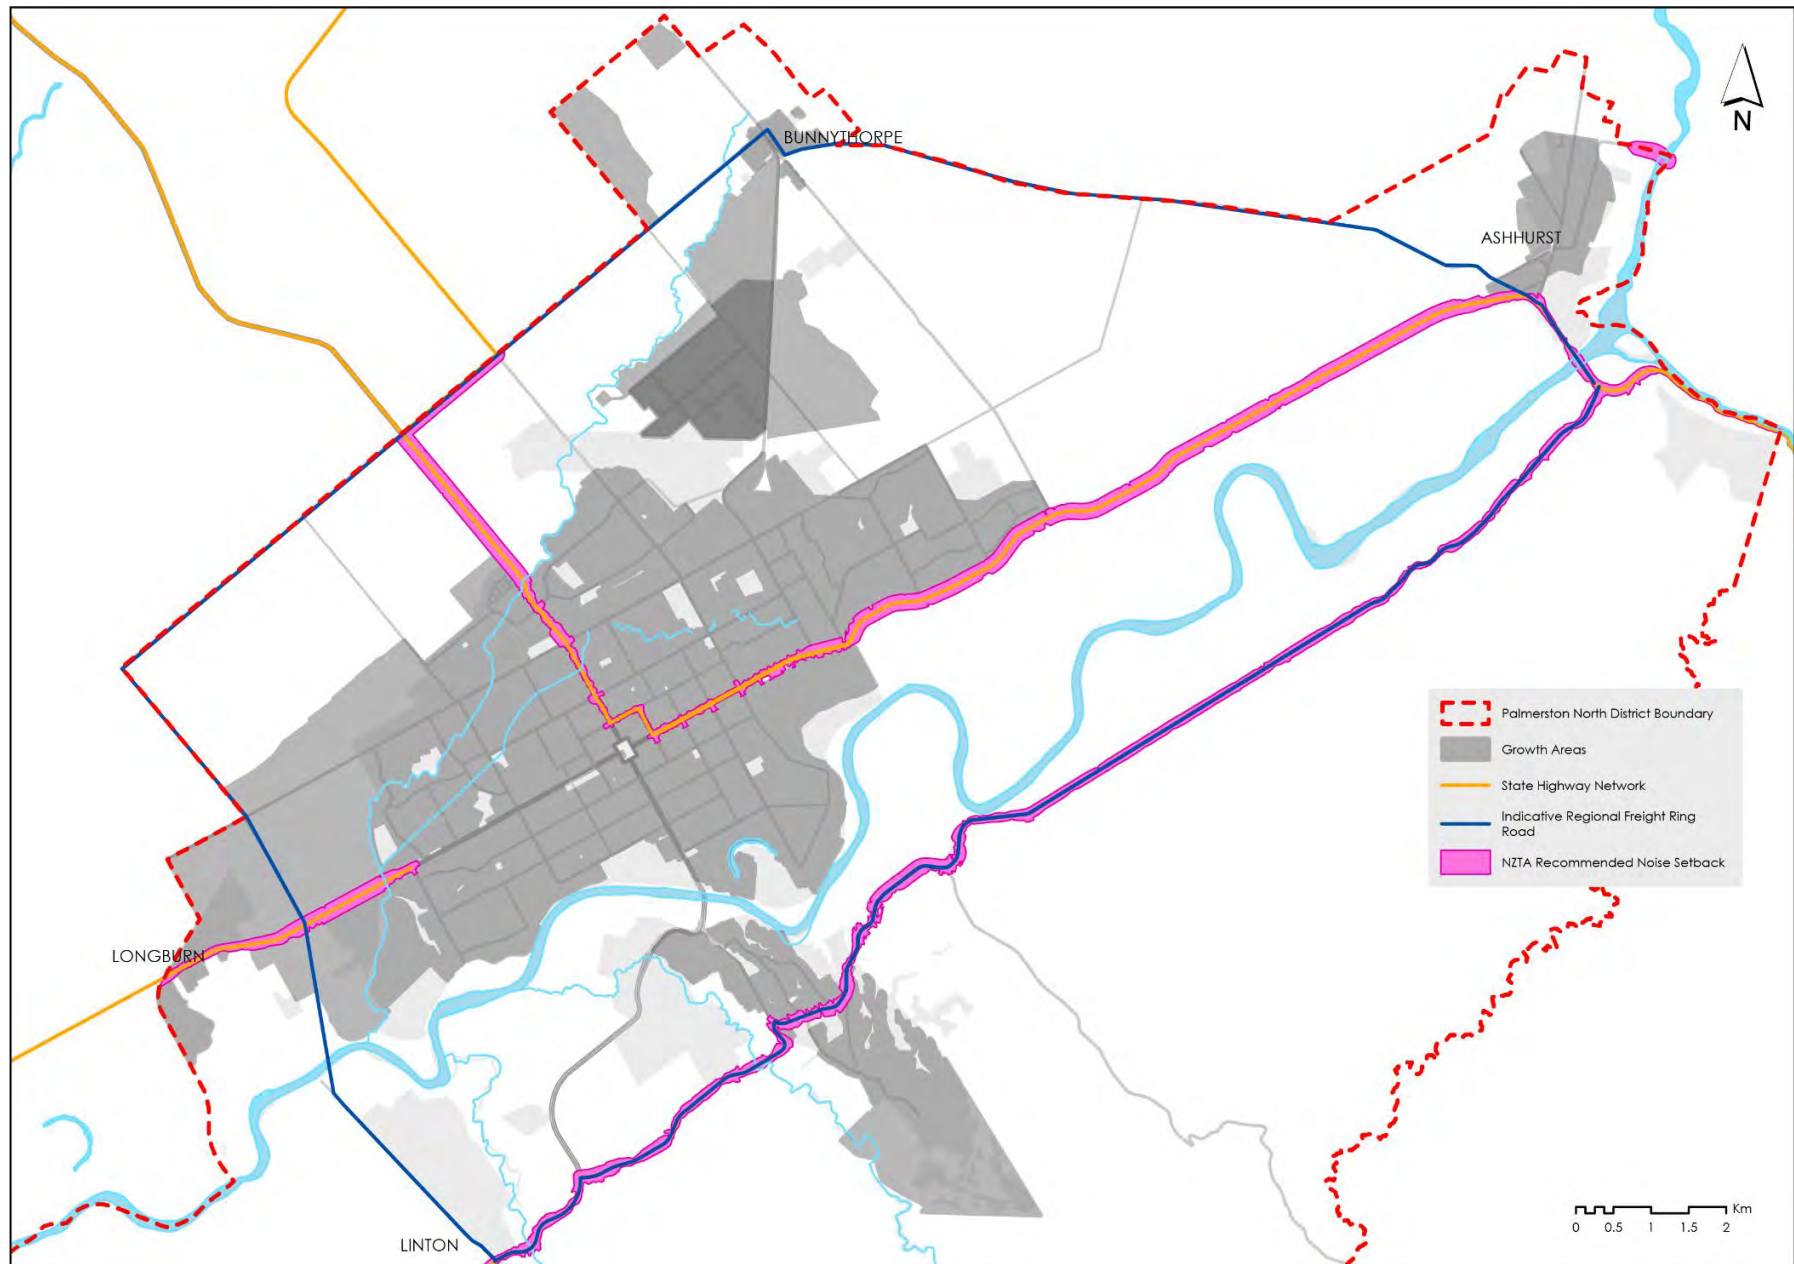 BUNNYTHORPE
N
ASHHURST
Palmerston North District Boundary
Growth Areas
State Highway Network
Indicative Regional Freight Ring
Road
NZTA Recommended Noise Setback
LONGBURN
LINTON
Km
0 0.5 1 1.5 2